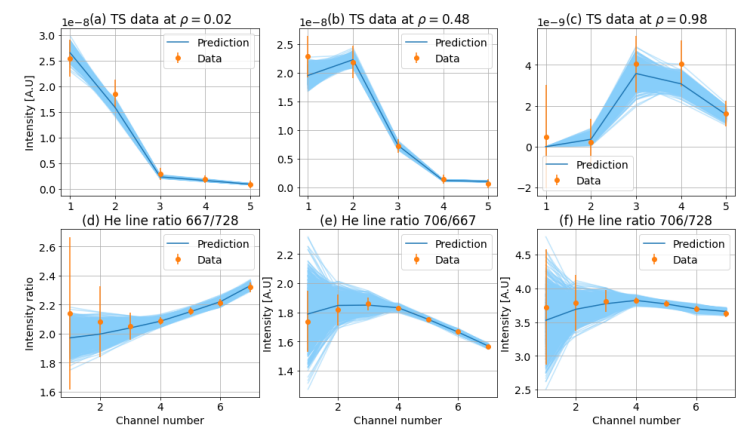 1e−8 (a) TS data at ρ = 0.02
3.0
2.5
2.0
1.5
1.0
0.5
0.0
Intensity [A.U]
Prediction
Data
1 2 3 4 5
1e−8 (b) TS data at ρ = 0.48
2.5
2.0
1.5
1.0
0.5
0.0
Prediction
Data
1 2 3 4 5
1e−9 (c) TS data at ρ = 0.98
4
2
0
−2
Prediction
Data
1 2 3 4 5
(d) He line ratio 667/728
2.6
2.4
2.2
2.0
1.8
1.6
Intensity ratio
Prediction
Data
2 4 6
Channel number
(e) He line ratio 706/667
2.2
2.0
1.8
1.6
1.4
Intensity [A.U]
Prediction
Data
2 4 6
Channel number
(f) He line ratio 706/728
4.5
4.0
3.5
3.0
2.5
Intensity [A.U]
Prediction
Data
2 4 6
Channel number